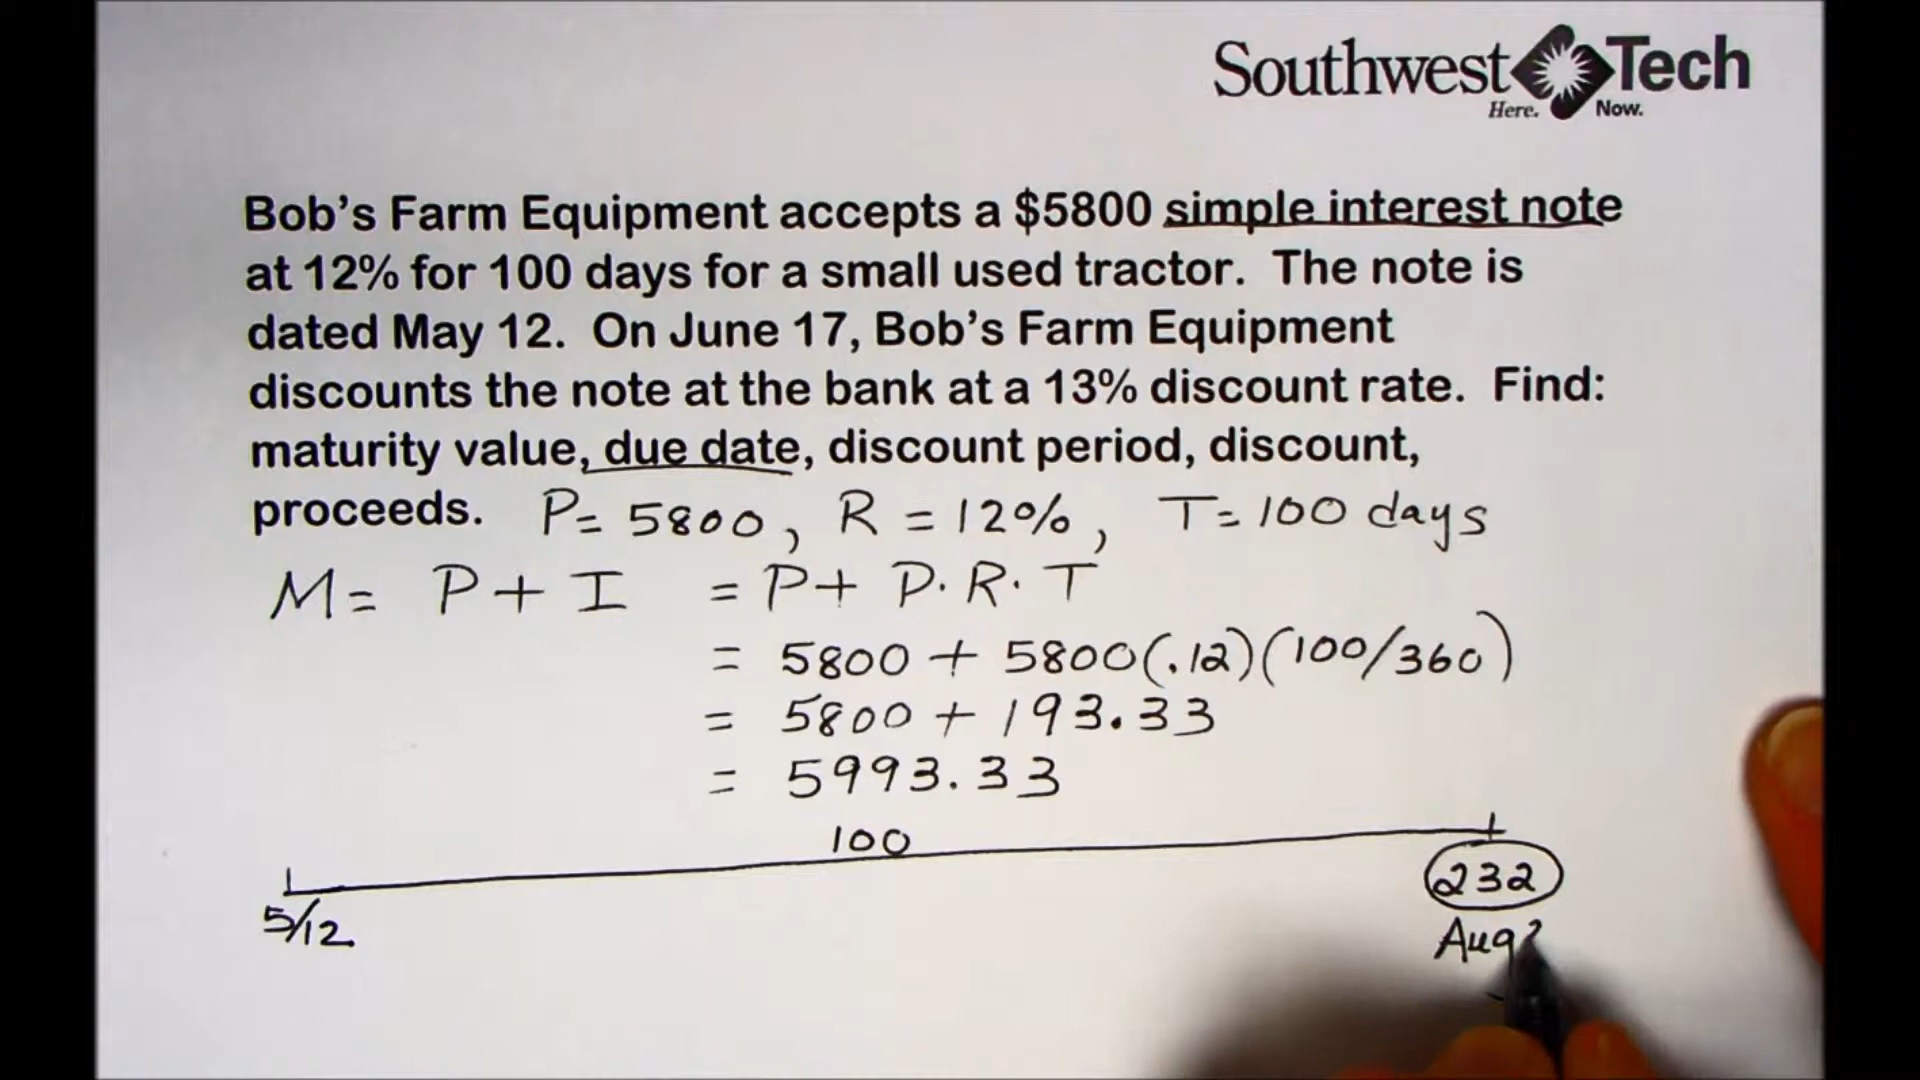 Southwest Tech
Here. Now.
Bob’s Farm Equipment accepts a $5800 simple interest note
at 12% for 100 days for a small used tractor. The note is
dated May 12. On June 17, Bob’s Farm Equipment
discounts the note at the bank at a 13% discount rate. Find:
maturity value, due date, discount period, discount,
proceeds. P= 5800, R = 12%, T= 100 days
M= P + I = P+ P·R·T
= 5800 + 5800(.12)(100/360)
= 5800 + 193.33
= 5993.33
100
232
5/12
Aug